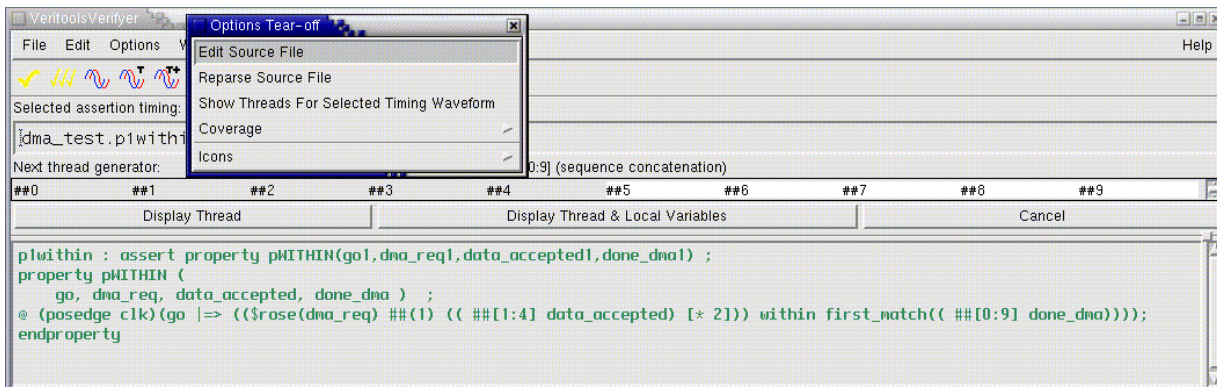 VeritoolsVerifyer
Options Tear-off
File Edit Options Help
Edit Source File
Reparse Source File
Show Threads For Selected Timing Waveform
Coverage
Icons
T T+
Selected assertion timing:
dma_test.p1withi
Next thread generator: 0:9] (sequence concatenation)
##0 ##1 ##2 ##3 ##4 ##5 ##6 ##7 ##8 ##9
Display Thread Display Thread & Local Variables Cancel
p1within : assert property pWITHIN(go1,dma_req1,data_accepted1,done_dma1) ;
property pWITHIN (
go, dma_req, data_accepted, done_dma ) ;
@ (posedge clk)(go |=> (($rose(dma_req) ##(1) (( ##[1:4] data_accepted) [* 2])) within first_match(( ##[0:9] done_dma))));
endproperty